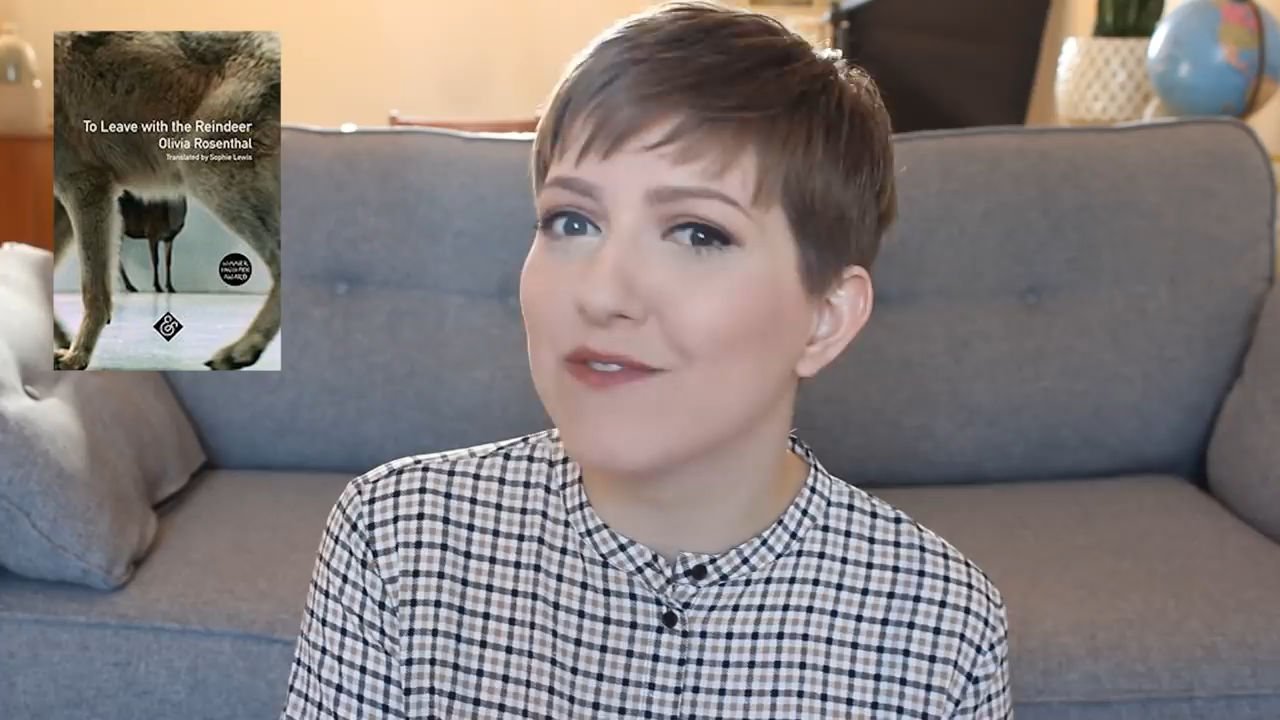 To Leave with the Reindeer
Olivia Rosenthal
Translated by Sophie Lewis